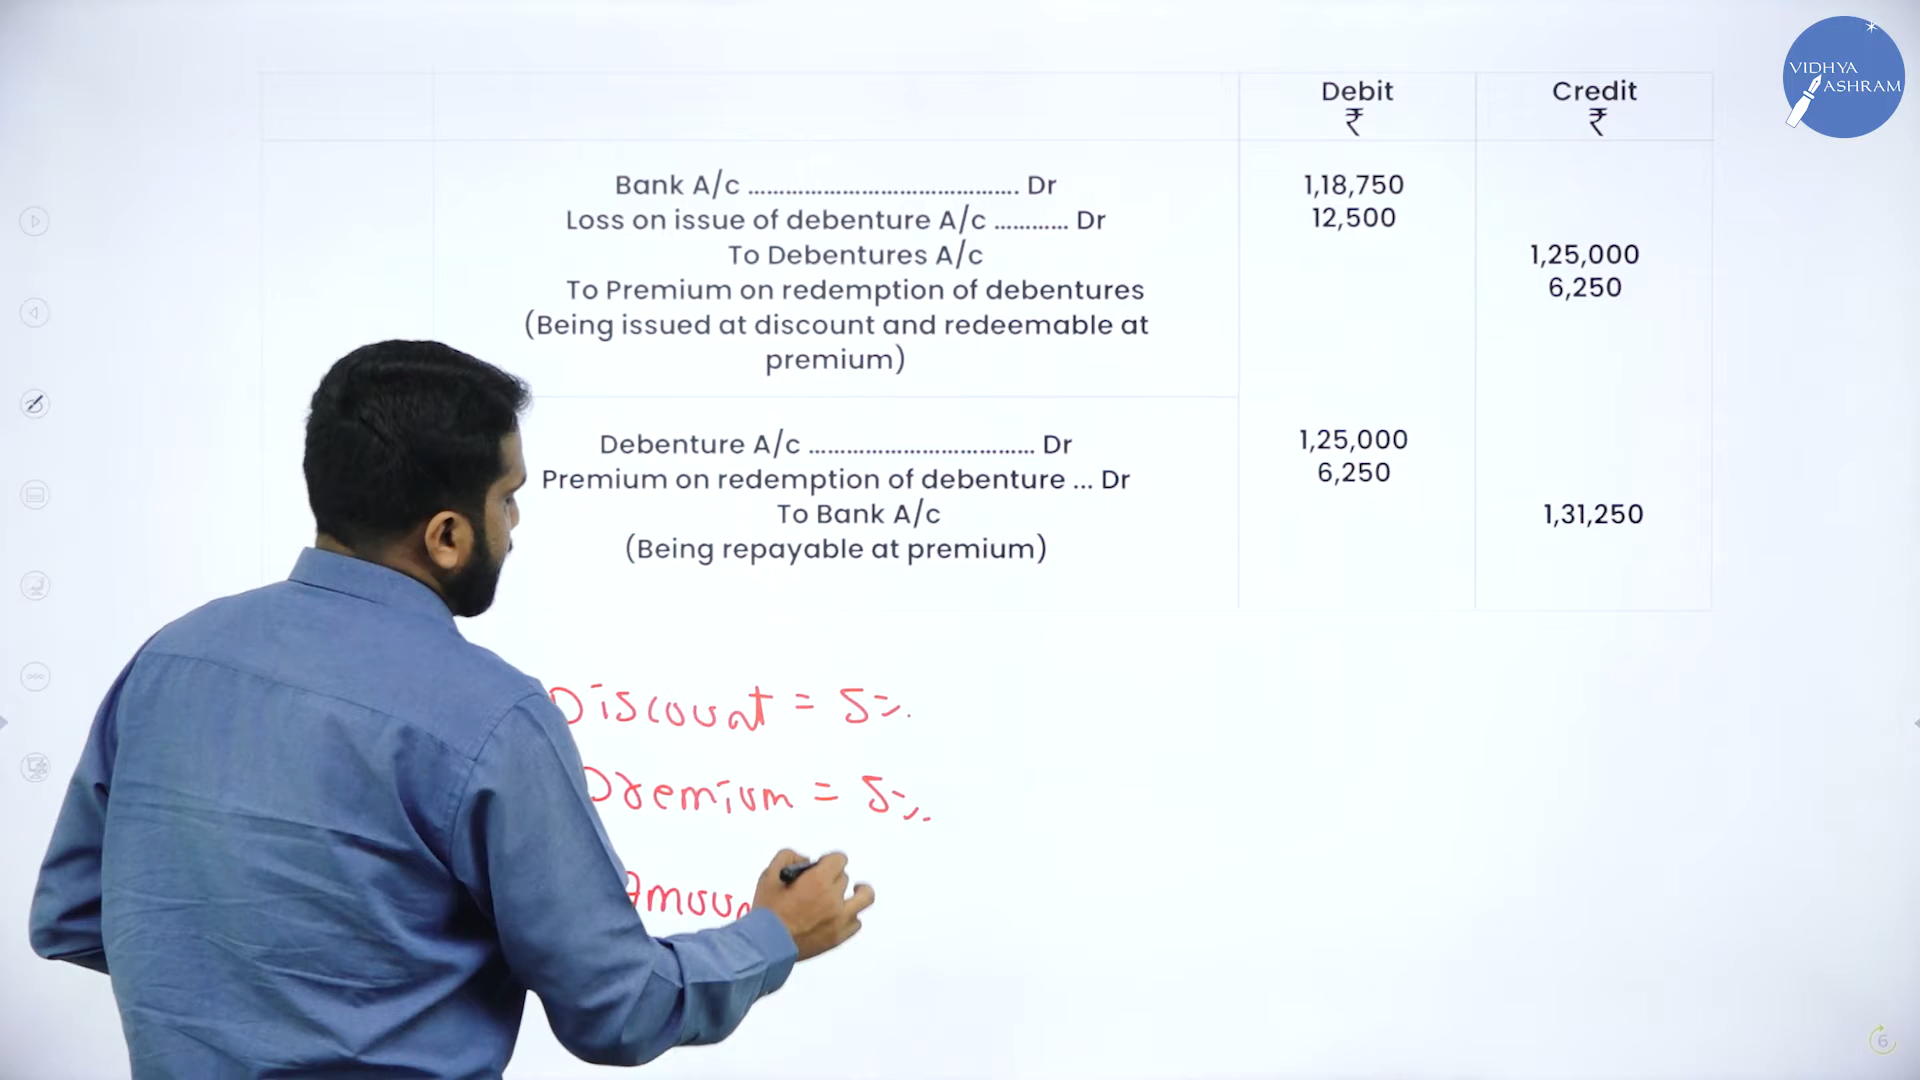 VIDHYA
ASHRAM
Debit Credit
₹ ₹
Bank A/c ........................................... Dr 1,18,750
Loss on issue of debenture A/c ............ Dr 12,500
To Debentures A/c 1,25,000
To Premium on redemption of debentures 6,250
(Being issued at discount and redeemable at
premium)
Debenture A/c .................................... Dr 1,25,000
Premium on redemption of debenture ... Dr 6,250
To Bank A/c 1,31,250
(Being repayable at premium)
Discount = 5%.
Premium = 5%.
6